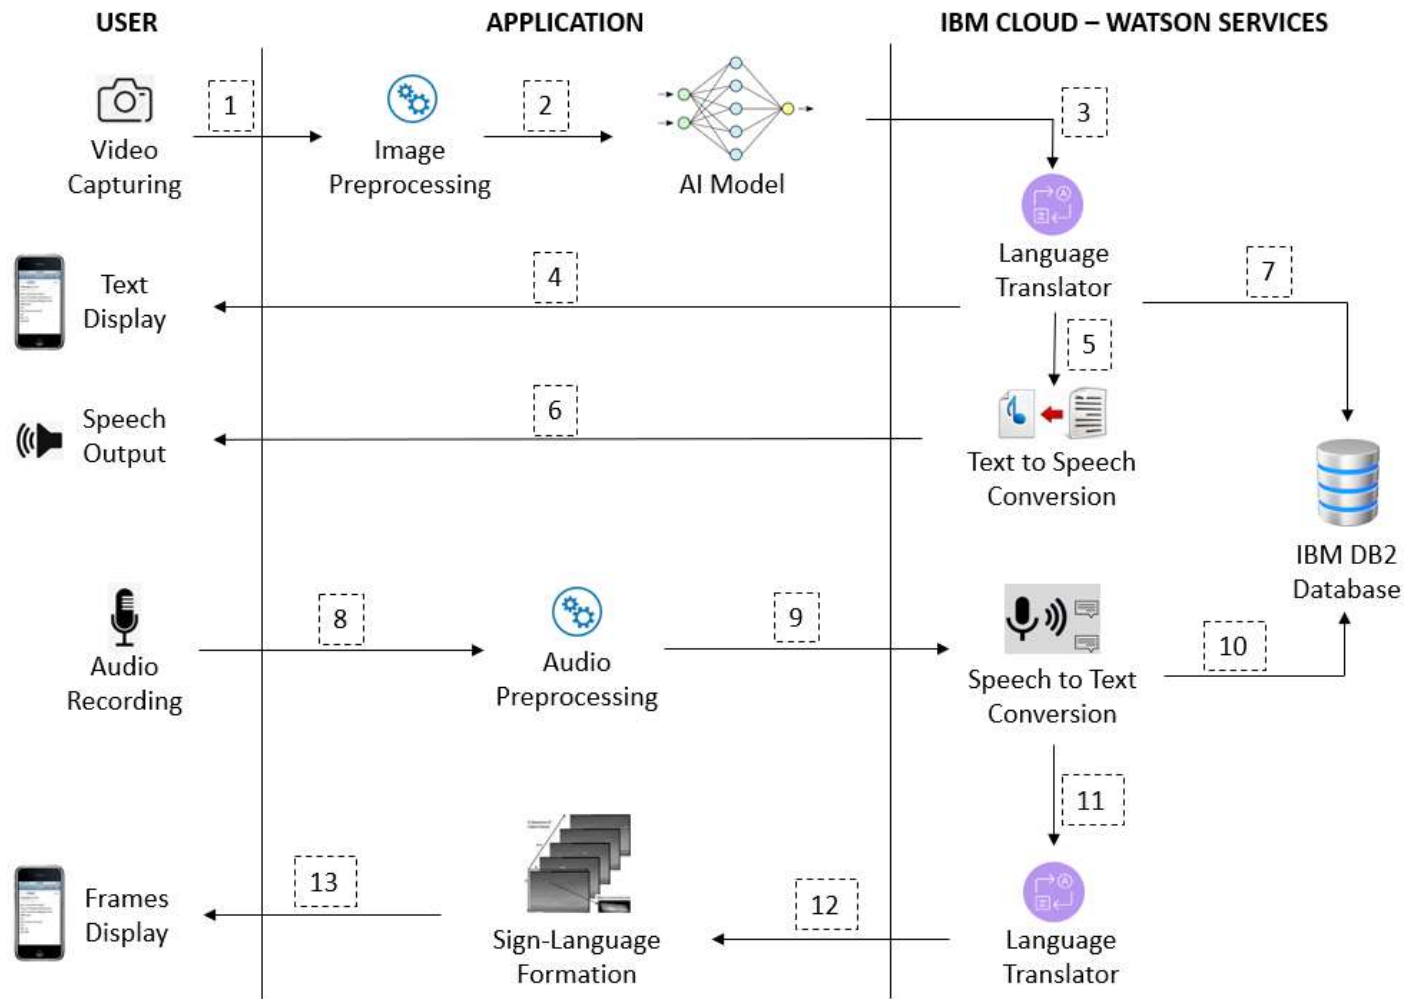 USER
APPLICATION
IBM CLOUD – WATSON SERVICES
1
2
3
Video
Capturing
Image
Preprocessing
AI Model
Language
Translator
4
7
Text
Display
5
6
Speech
Output
Text to Speech
Conversion
IBM DB2
Database
8
9
10
Audio
Recording
Audio
Preprocessing
Speech to Text
Conversion
11
13
12
Frames
Display
Sign-Language
Formation
Language
Translator